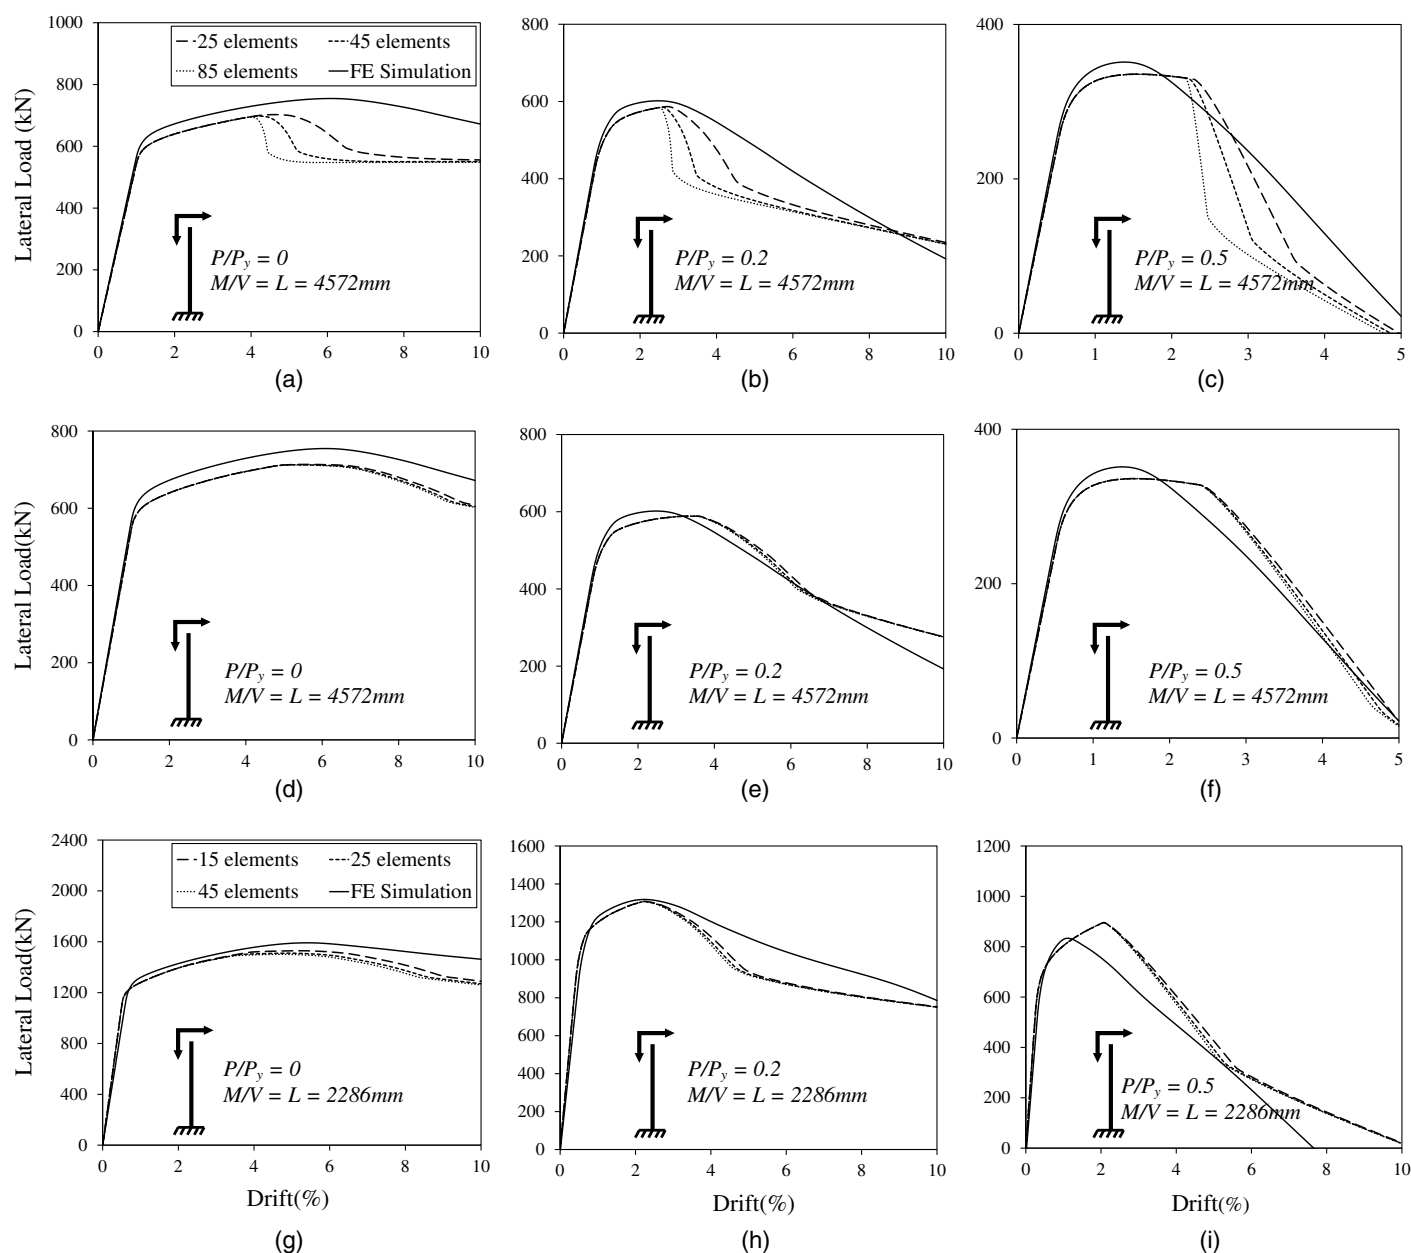 1000
800
600
400
200
0
Lateral Load (kN)
25 elements
45 elements
85 elements
FE Simulation
P/Py = 0
M/V = L = 4572mm
0 2 4 6 8 10
(a)
800
600
400
200
0
P/Py = 0.2
M/V = L = 4572mm
0 2 4 6 8 10
(b)
400
200
0
P/Py = 0.5
M/V = L = 4572mm
0 1 2 3 4 5
(c)
800
600
400
200
0
Lateral Load(kN)
P/Py = 0
M/V = L = 4572mm
0 2 4 6 8 10
(d)
800
600
400
200
0
P/Py = 0.2
M/V = L = 4572mm
0 2 4 6 8 10
(e)
400
200
0
P/Py = 0.5
M/V = L = 4572mm
0 1 2 3 4 5
(f)
2400
2000
1600
1200
800
400
0
Lateral Load(kN)
15 elements
25 elements
45 elements
FE Simulation
P/Py = 0
M/V = L = 2286mm
0 2 4 6 8 10
Drift(%)
(g)
1600
1400
1200
1000
800
600
400
200
0
P/Py = 0.2
M/V = L = 2286mm
0 2 4 6 8 10
Drift(%)
(h)
1200
1000
800
600
400
200
0
P/Py = 0.5
M/V = L = 2286mm
0 2 4 6 8 10
Drift(%)
(i)